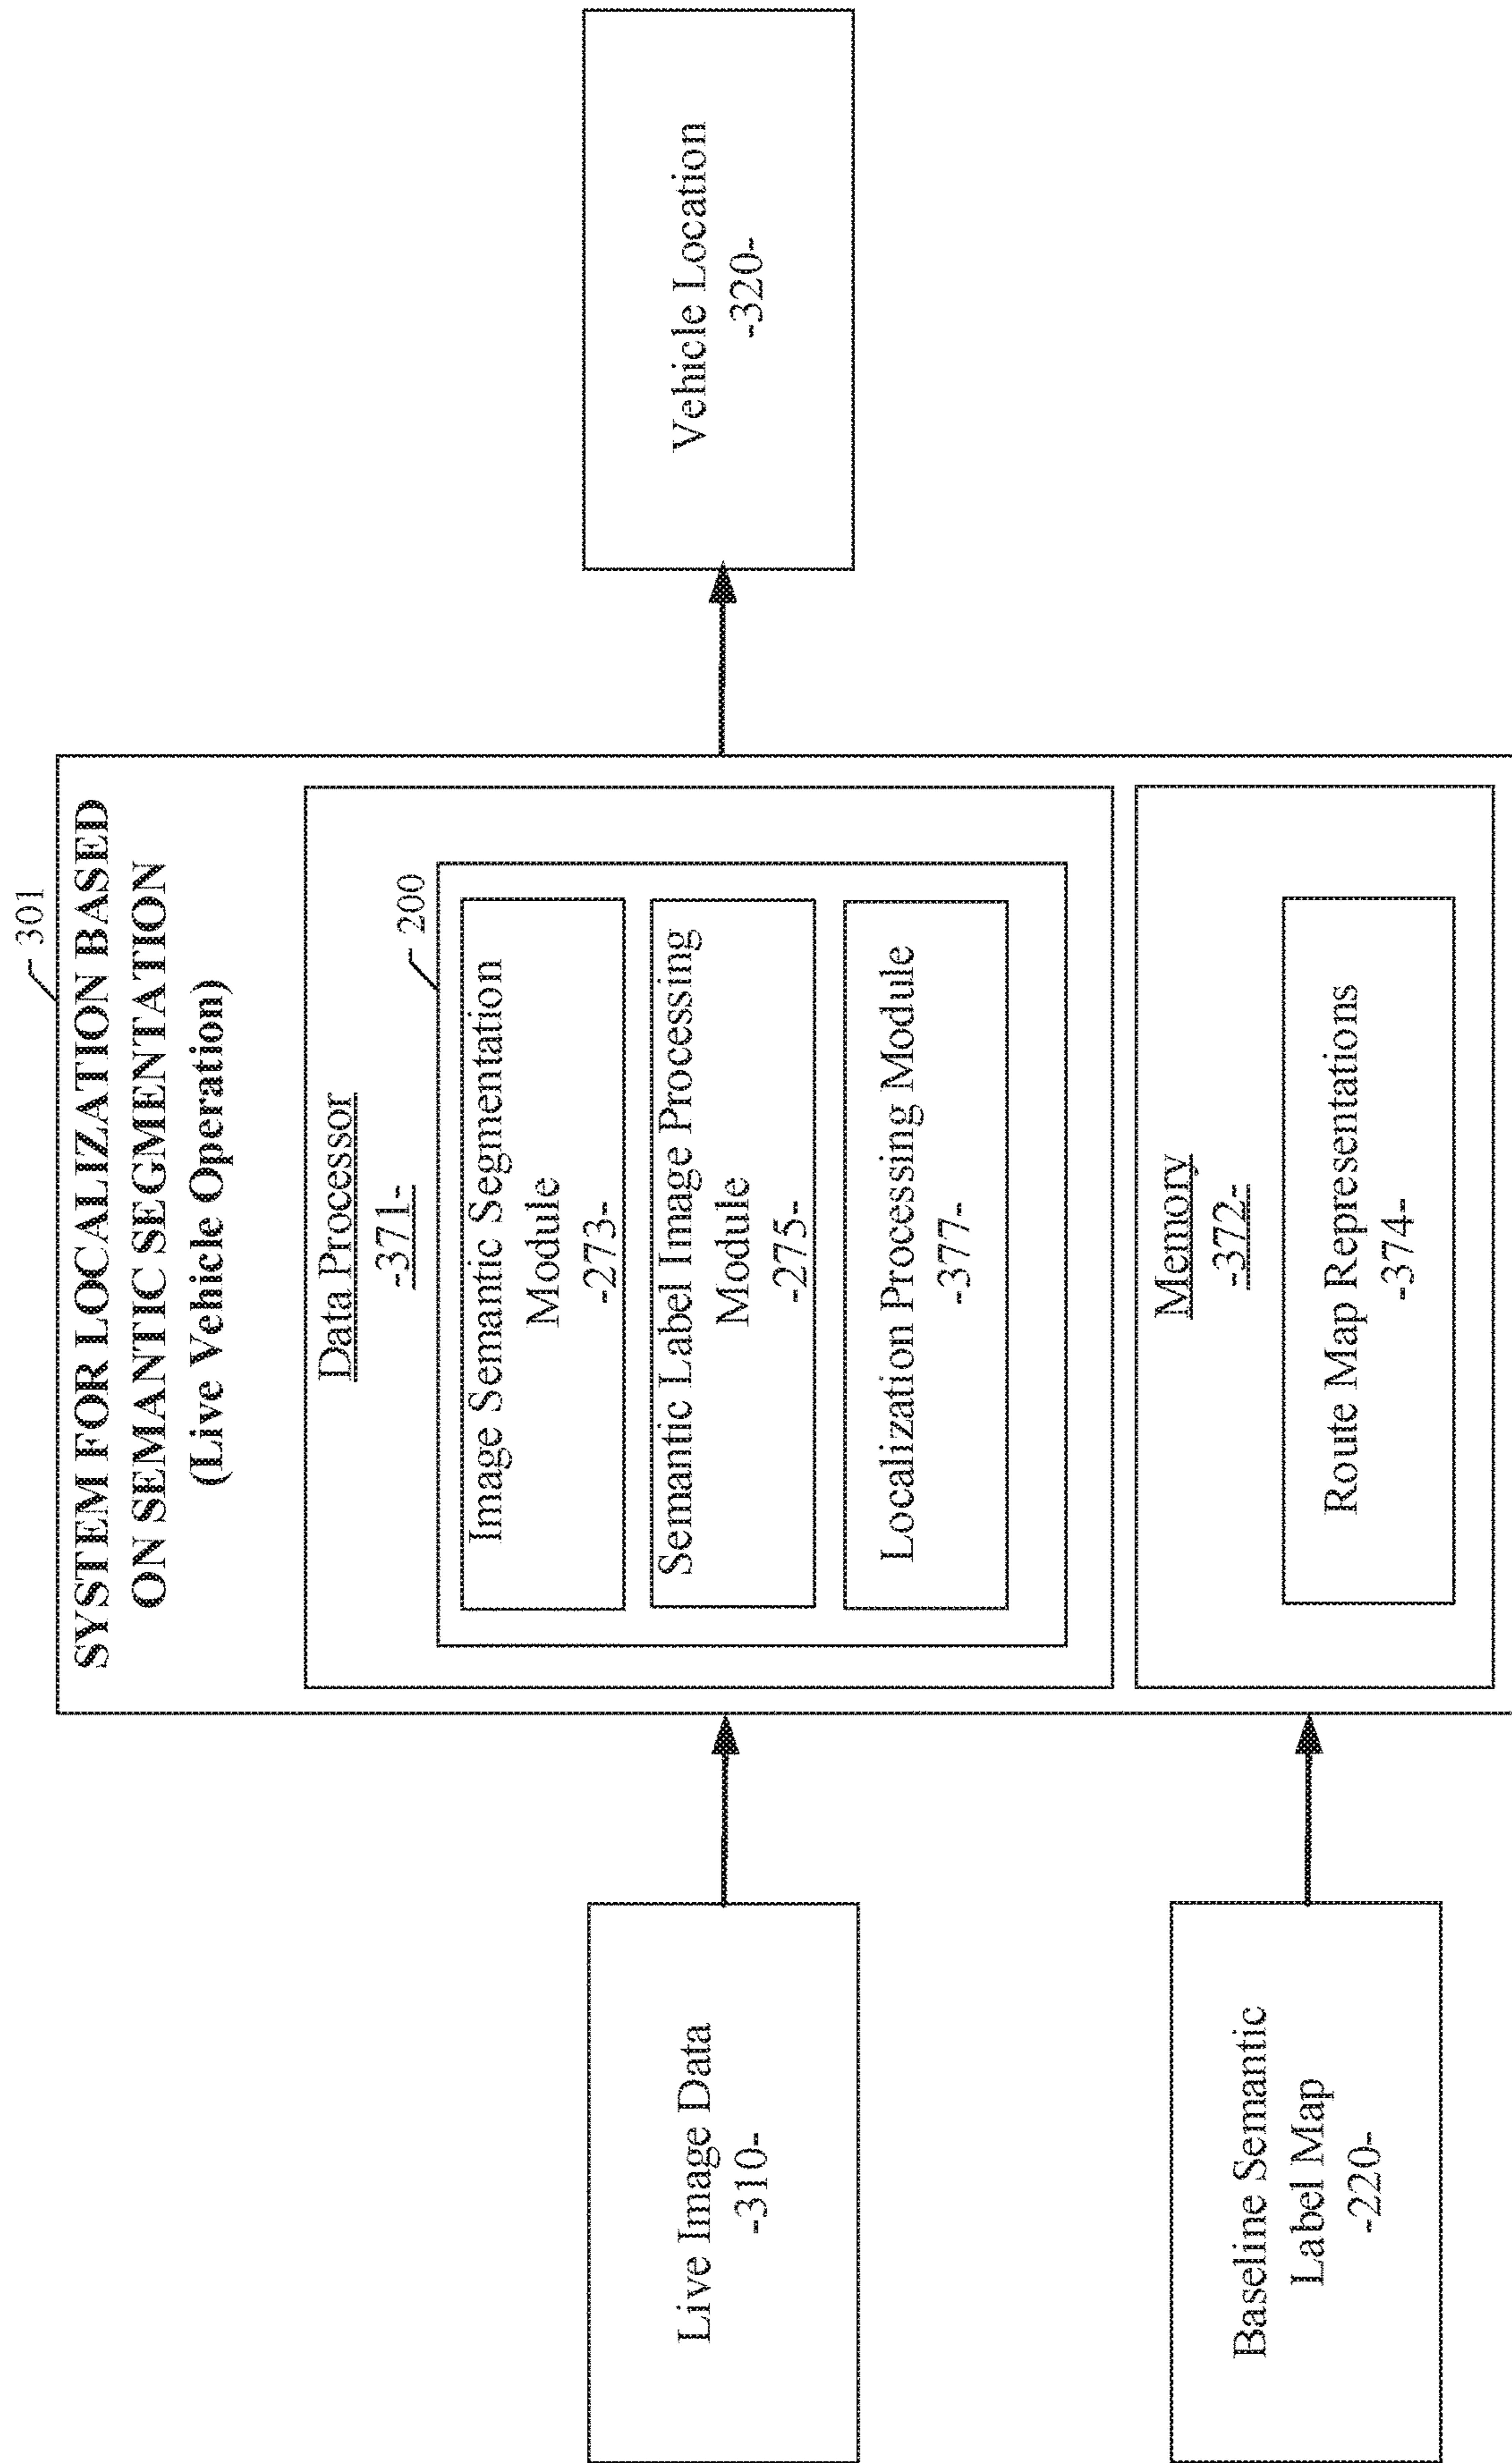 301
SYSTEM FOR LOCALIZATION BASED
ON SEMANTIC SEGMENTATION
(Live Vehicle Operation)
Live Image Data
-310-
Baseline Semantic
Label Map
-220-
Data Processor
-371-
200
Image Semantic Segmentation
Module
-273-
Semantic Label Image Processing
Module
-275-
Localization Processing Module
-377-
Memory
-372-
Route Map Representations
-374-
Vehicle Location
-320-